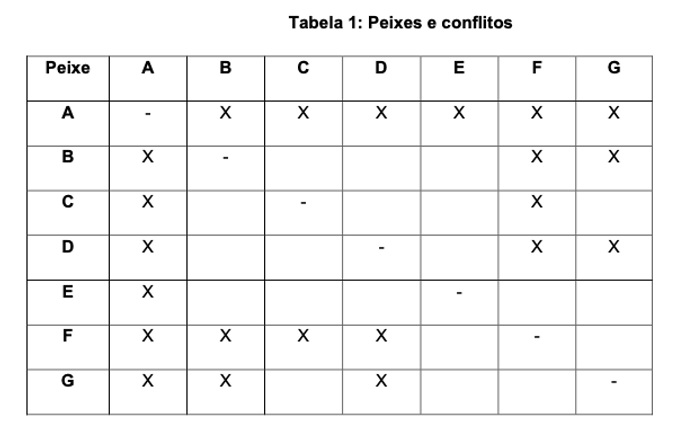 Tabela 1: Peixes e conflitos
Peixe A B C D E F G
A - X X X X X X
B X - X X
C X - X
D X - X X
E X -
F X X X X -
G X X X -